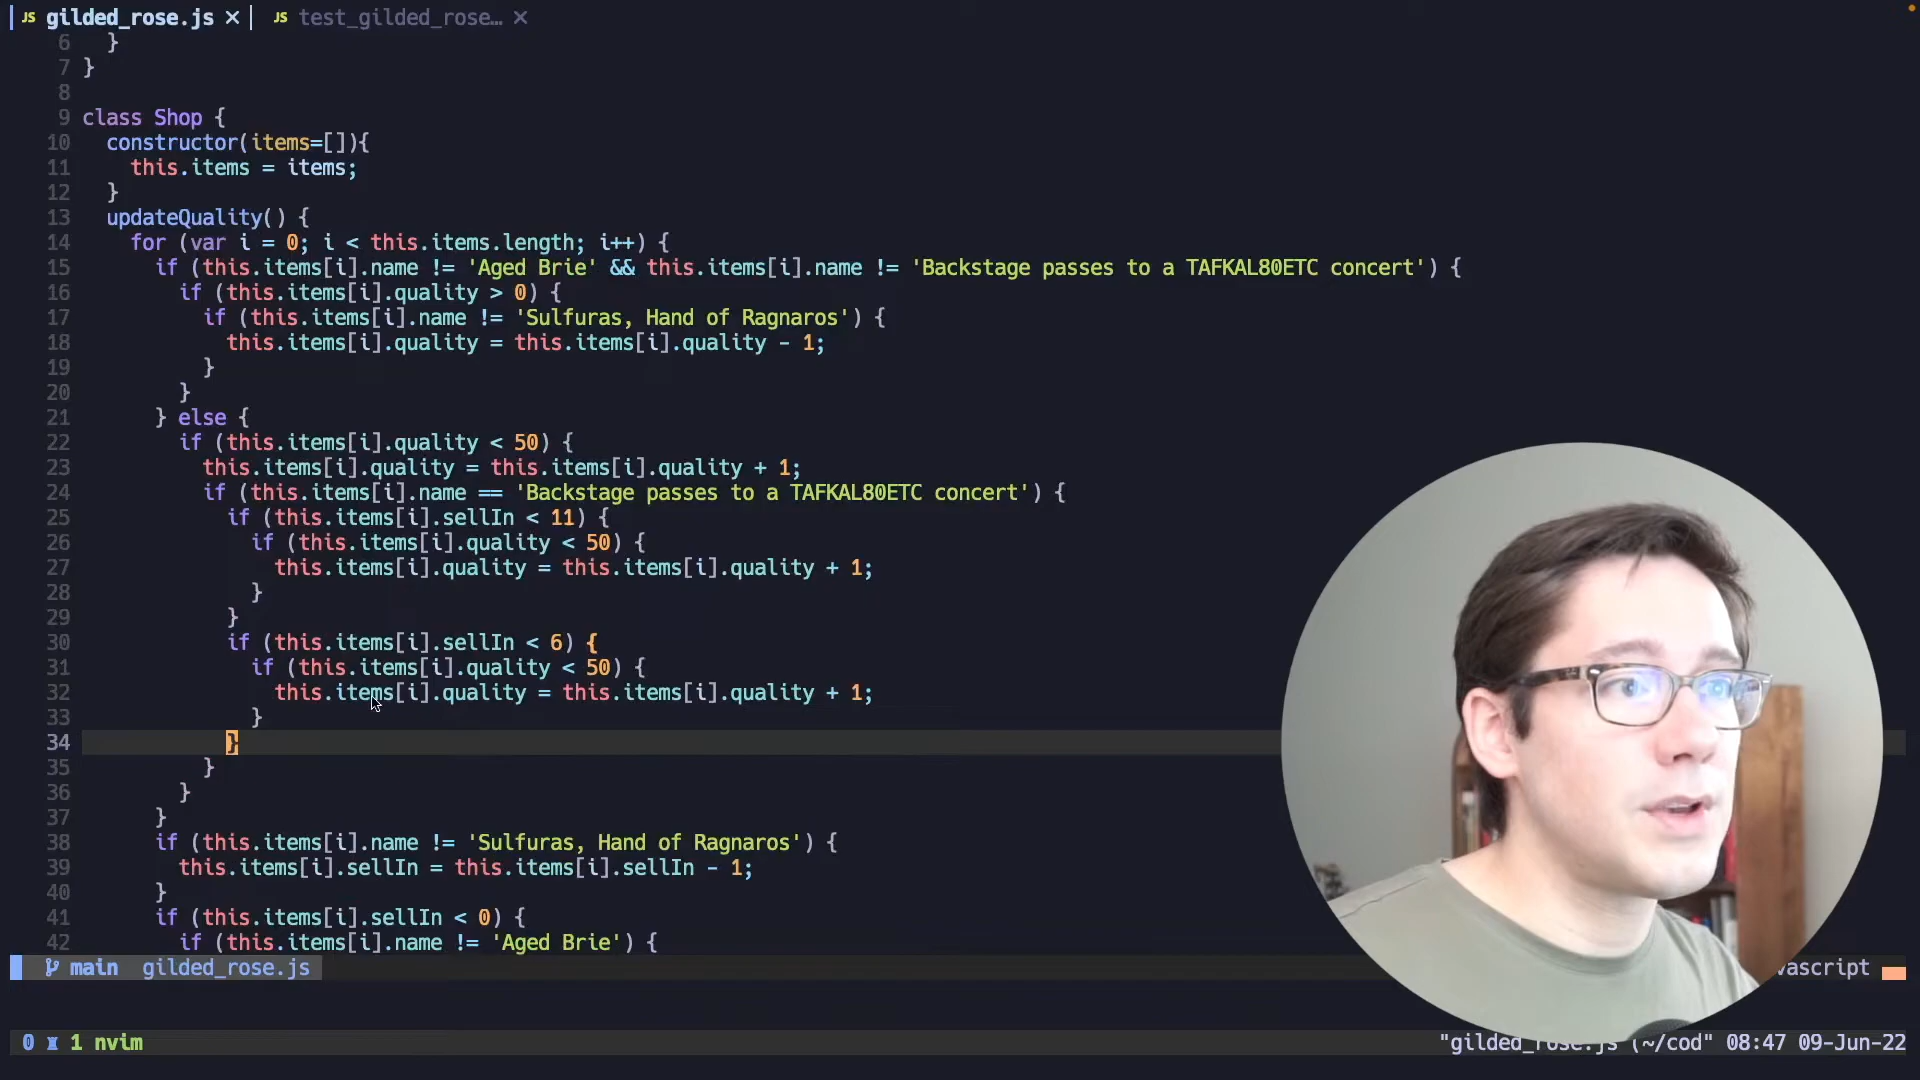 JS gilded_rose.js × JS test_gilded_rose… ×
6 }
7 }
8
9 class Shop {
10 constructor(items=[]){
11 this.items = items;
12 }
13 updateQuality() {
14 for (var i = 0; i < this.items.length; i++) {
15 if (this.items[i].name != 'Aged Brie' && this.items[i].name != 'Backstage passes to a TAFKAL80ETC concert') {
16 if (this.items[i].quality > 0) {
17 if (this.items[i].name != 'Sulfuras, Hand of Ragnaros') {
18 this.items[i].quality = this.items[i].quality - 1;
19 }
20 }
21 } else {
22 if (this.items[i].quality < 50) {
23 this.items[i].quality = this.items[i].quality + 1;
24 if (this.items[i].name == 'Backstage passes to a TAFKAL80ETC concert') {
25 if (this.items[i].sellIn < 11) {
26 if (this.items[i].quality < 50) {
27 this.items[i].quality = this.items[i].quality + 1;
28 }
29 }
30 if (this.items[i].sellIn < 6) {
31 if (this.items[i].quality < 50) {
32 this.items[i].quality = this.items[i].quality + 1;
33 }
34 }
35 }
36 }
37 }
38 if (this.items[i].name != 'Sulfuras, Hand of Ragnaros') {
39 this.items[i].sellIn = this.items[i].sellIn - 1;
40 }
41 if (this.items[i].sellIn < 0) {
42 if (this.items[i].name != 'Aged Brie') {
main gilded_rose.js vascript
0 1 nvim "gilded_rose.js (~/cod" 08:47 09-Jun-22